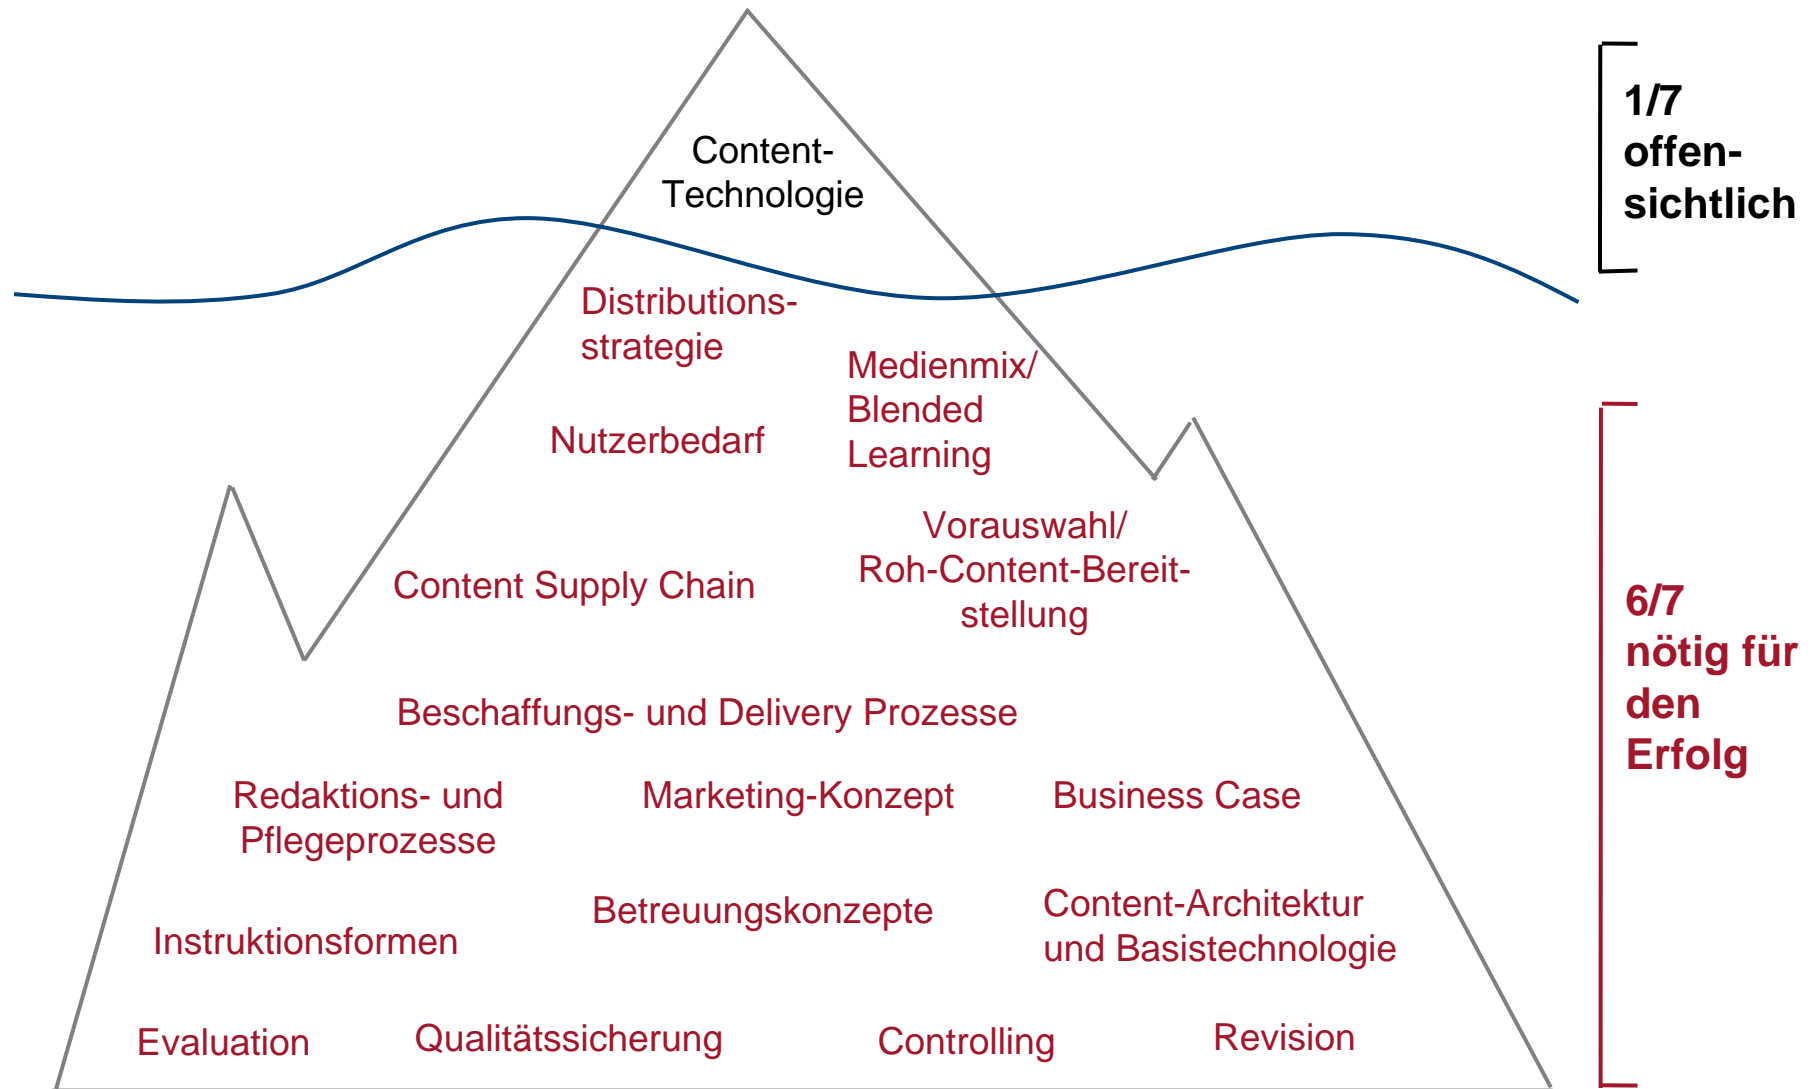 Content-
Technologie
1/7
offen-
sichtlich
Distributions-
strategie
Medienmix/
Blended
Learning
Nutzerbedarf
Vorauswahl/
Roh-Content-Bereit-
stellung
Content Supply Chain
6/7
nötig für
den
Erfolg
Beschaffungs- und Delivery Prozesse
Redaktions- und
Pflegeprozesse
Marketing-Konzept
Business Case
Betreuungskonzepte
Content-Architektur
und Basistechnologie
Instruktionsformen
Evaluation
Qualitätssicherung
Controlling
Revision